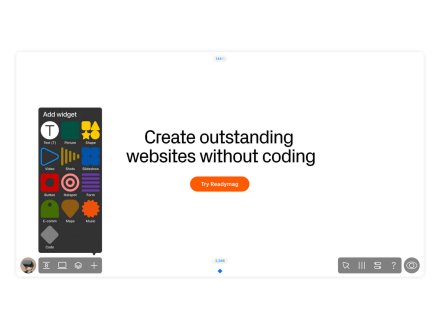 Add widget
Text (T)
Picture
Shape
Video
Shots
Slideshow
Button
Hotspot
Form
E-comm
Maps
Music
Code
Create outstanding
websites without coding
Try Readymag
?